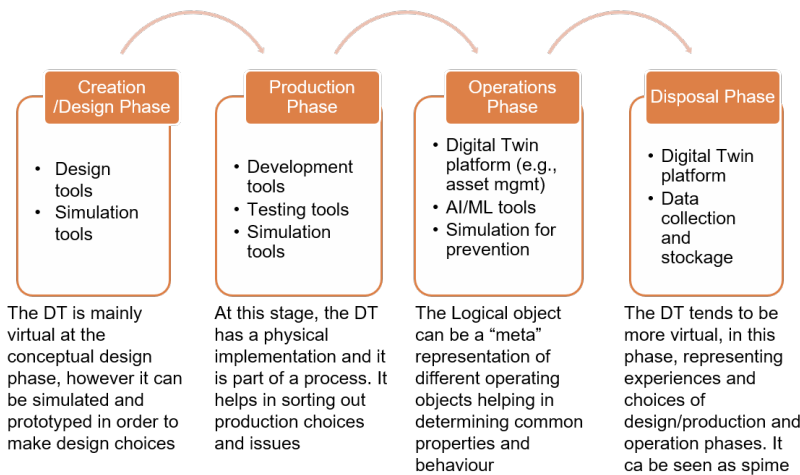 Creation
/Design Phase
• Design
tools
• Simulation
tools
The DT is mainly
virtual at the
conceptual design
phase, however it can
be simulated and
prototyped in order to
make design choices
Production
Phase
• Development
tools
• Testing tools
• Simulation
tools
At this stage, the DT
has a physical
implementation and it
is part of a process. It
helps in sorting out
production choices
and issues
Operations
Phase
• Digital Twin
platform (e.g.,
asset mgmt)
• AI/ML tools
• Simulation for
prevention
The Logical object
can be a “meta”
representation of
different operating
objects helping in
determining common
properties and
behaviour
Disposal Phase
• Digital Twin
platform
• Data
collection
and
stockage
The DT tends to be
more virtual, in this
phase, representing
experiences and
choices of
design/production and
operation phases. It
ca be seen as spime